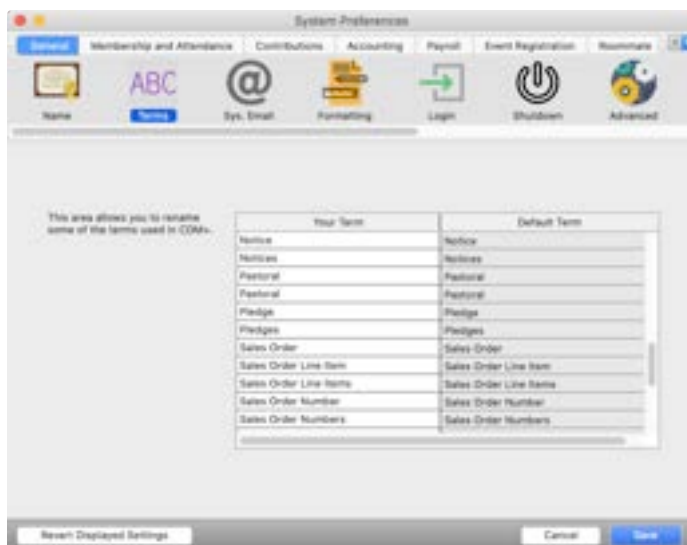 System Preferences
General Membership and Attendance Contributions Accounting Payroll Event Registration Roommate
ABC
Name Terms Sys. Email Formatting Login Shutdown Advanced
This area allows you to rename
some of the terms used in CDM+.
Your Term Default Term
Notice Notice
Notices Notices
Pastoral Pastoral
Pastoral Pastoral
Pledge Pledge
Pledges Pledges
Sales Order Sales Order
Sales Order Line Item Sales Order Line Item
Sales Order Line Items Sales Order Line Items
Sales Order Number Sales Order Number
Sales Order Numbers Sales Order Numbers
Revert Displayed Settings Cancel Save